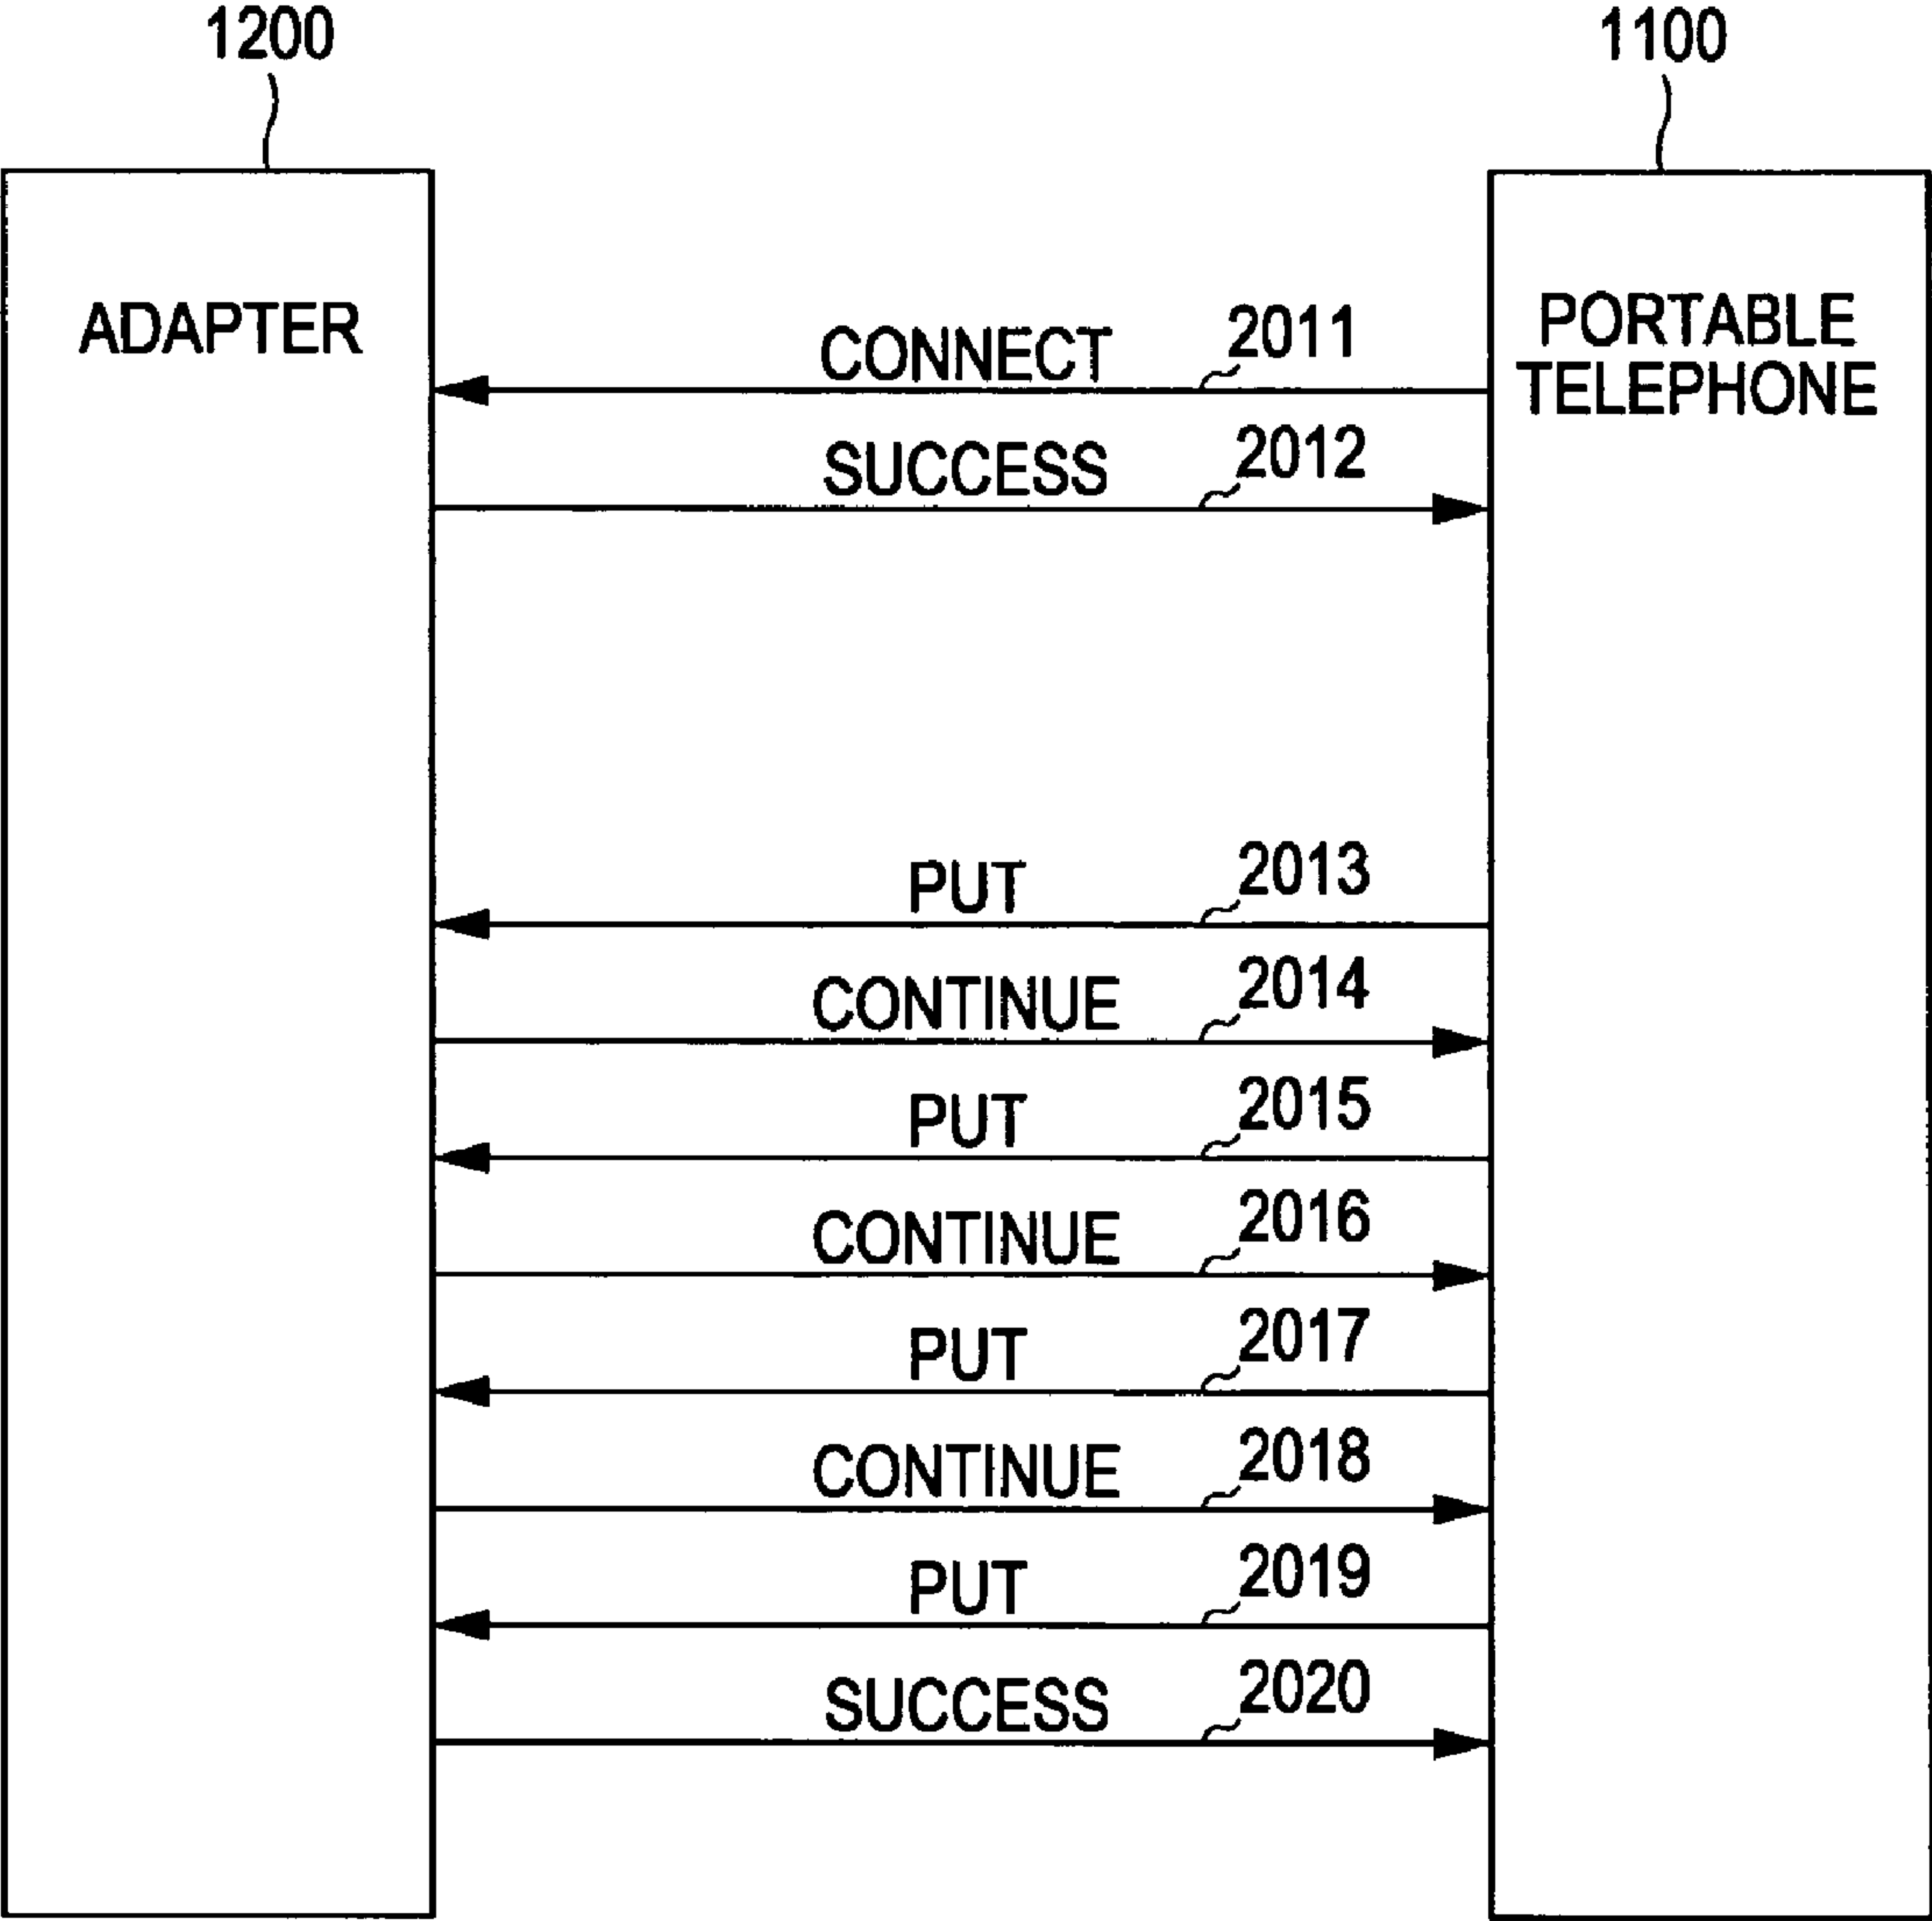 1200
1100
ADAPTER
PORTABLE
TELEPHONE
CONNECT 2011
SUCCESS 2012
PUT 2013
CONTINUE 2014
PUT 2015
CONTINUE 2016
PUT 2017
CONTINUE 2018
PUT 2019
SUCCESS 2020